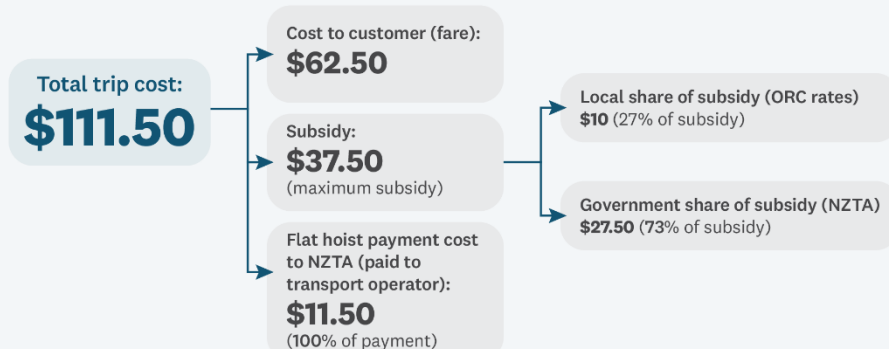 Total trip cost:
$111.50
Cost to customer (fare):
$62.50
Subsidy:
$37.50
(maximum subsidy)
Flat hoist payment cost
to NZTA (paid to
transport operator):
$11.50
(100% of payment)
Local share of subsidy (ORC rates)
$10 (27% of subsidy)
Government share of subsidy (NZTA)
$27.50 (73% of subsidy)